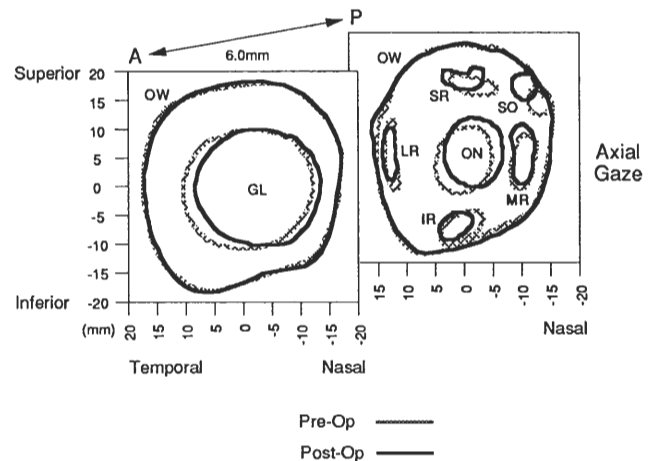 A P
6.0mm
Superior
20
15
10
5
0
-5
-10
-15
-20
Inferior
(mm)
OW
GL
20 15 10 5 0 -5 -10 -15 -20
Temporal Nasal
OW
SR
SO
LR
ON
MR
IR
15 10 5 0 -5 -10 -15 -20
Nasal
Axial
Gaze
Pre-Op
Post-Op